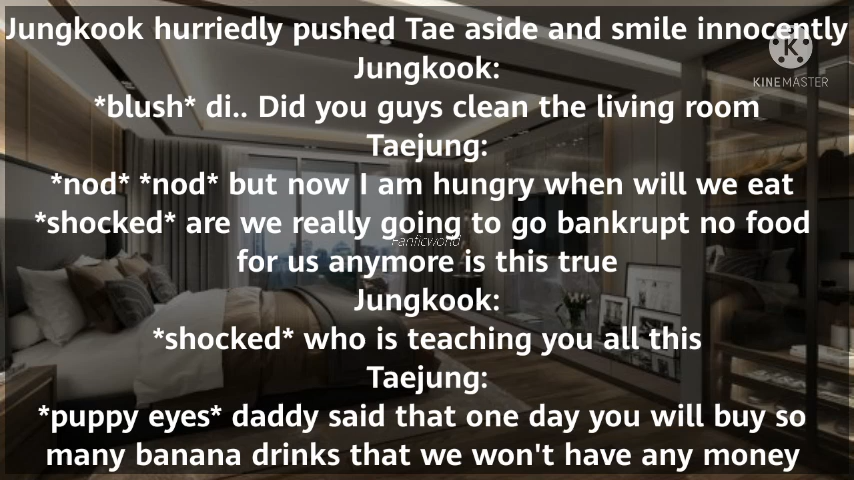 Jungkook hurriedly pushed Tae aside and smile innocently
Jungkook:
*blush* di.. Did you guys clean the living room
Taejung:
*nod* *nod* but now I am hungry when will we eat
*shocked* are we really going to go bankrupt no food
for us anymore is this true
Jungkook:
*shocked* who is teaching you all this
Taejung:
*puppy eyes* daddy said that one day you will buy so
many banana drinks that we won't have any money
K
KINEMASTER
Fanficworld